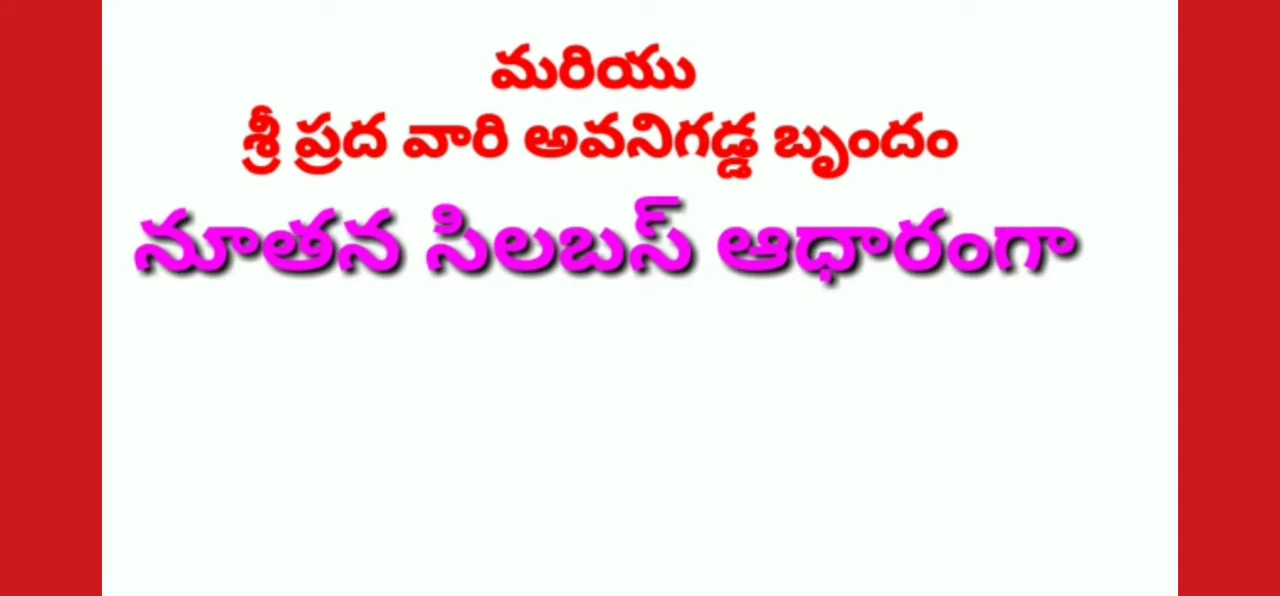 మరియు
శ్రీ ప్రద వారి అవనిగడ్డ బృందం
నూతన సిలబస్ ఆధారంగా